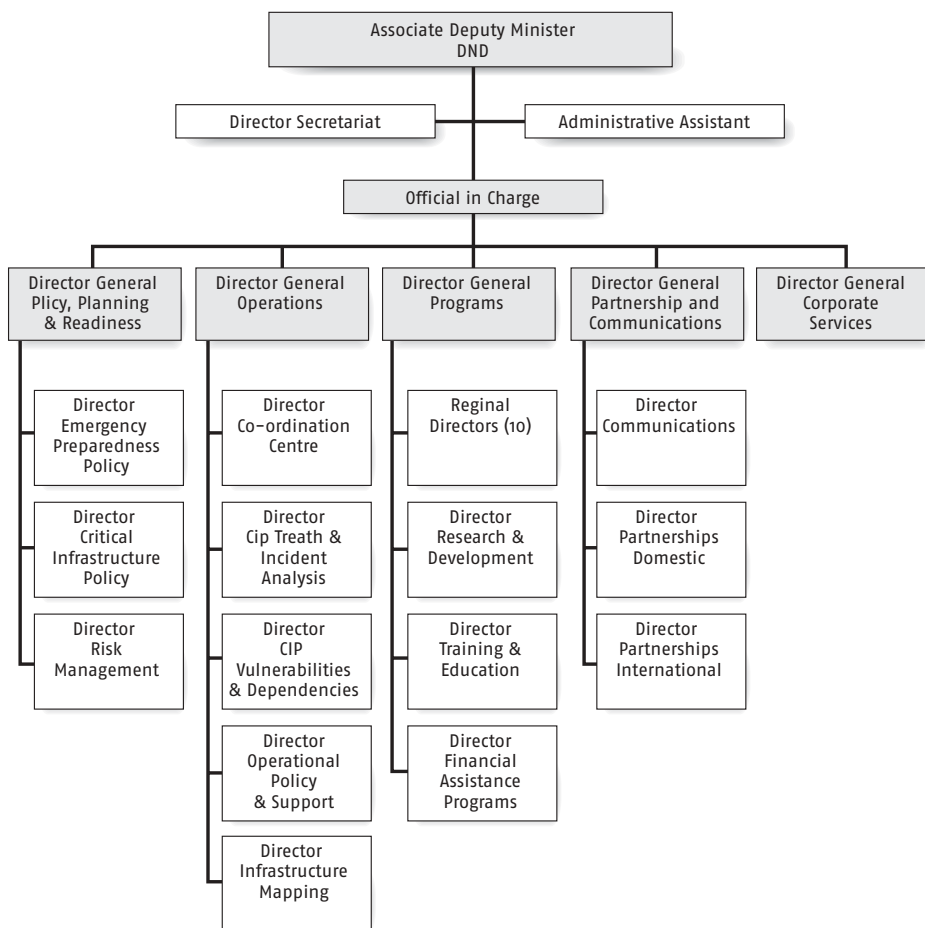 Associate Deputy Minister
DND
Director Secretariat
Administrative Assistant
Official in Charge
Director General
Plicy, Planning
& Readiness
Director General
Operations
Director General
Programs
Director General
Partnership and
Communications
Director General
Corporate
Services
Director
Emergency
Preparedness
Policy
Director
Critical
Infrastructure
Policy
Director
Risk
Management
Director
Co-ordination
Centre
Director
Cip Treath &
Incident
Analysis
Director
CIP
Vulnerabilities
& Dependencies
Director
Operational
Policy
& Support
Director
Infrastructure
Mapping
Reginal
Directors (10)
Director
Research &
Development
Director
Training &
Education
Director
Financial
Assistance
Programs
Director
Communications
Director
Partnerships
Domestic
Director
Partnerships
International